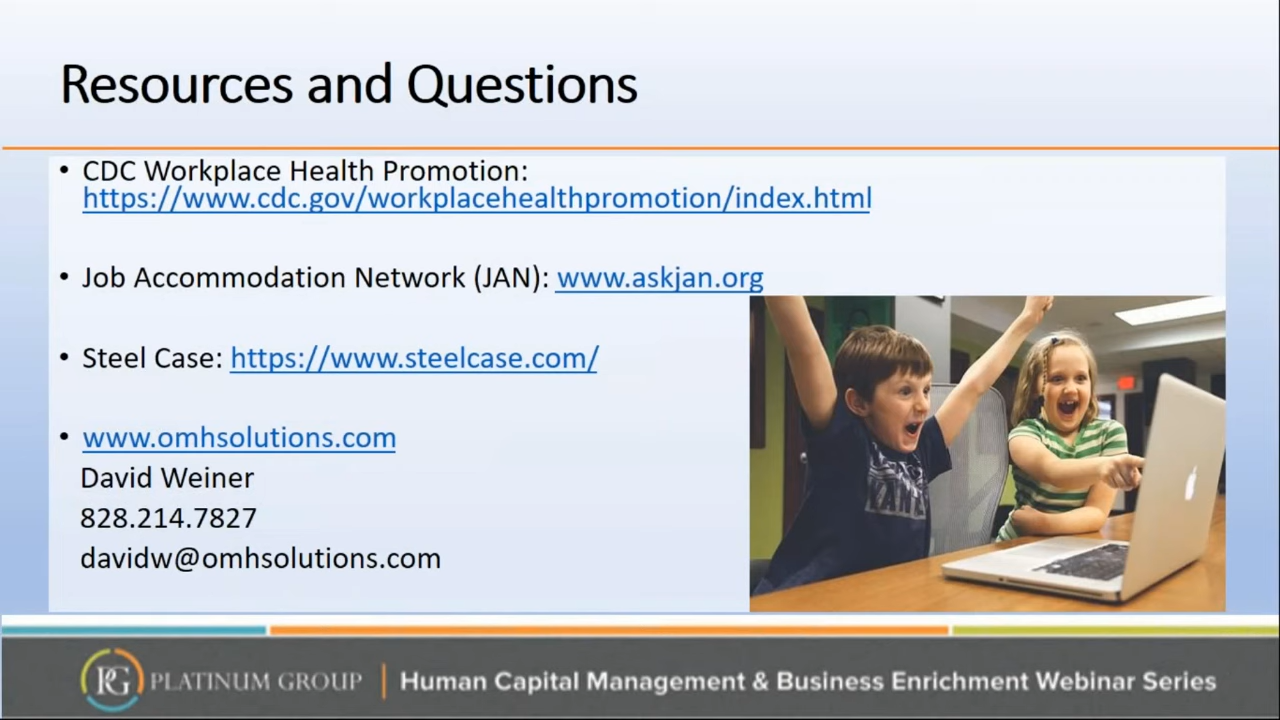 Resources and Questions
• CDC Workplace Health Promotion:
https://www.cdc.gov/workplacehealthpromotion/index.html
• Job Accommodation Network (JAN): www.askjan.org
• Steel Case: https://www.steelcase.com/
• www.omhsolutions.com
David Weiner
828.214.7827
davidw@omhsolutions.com
PG PLATINUM GROUP | Human Capital Management & Business Enrichment Webinar Series